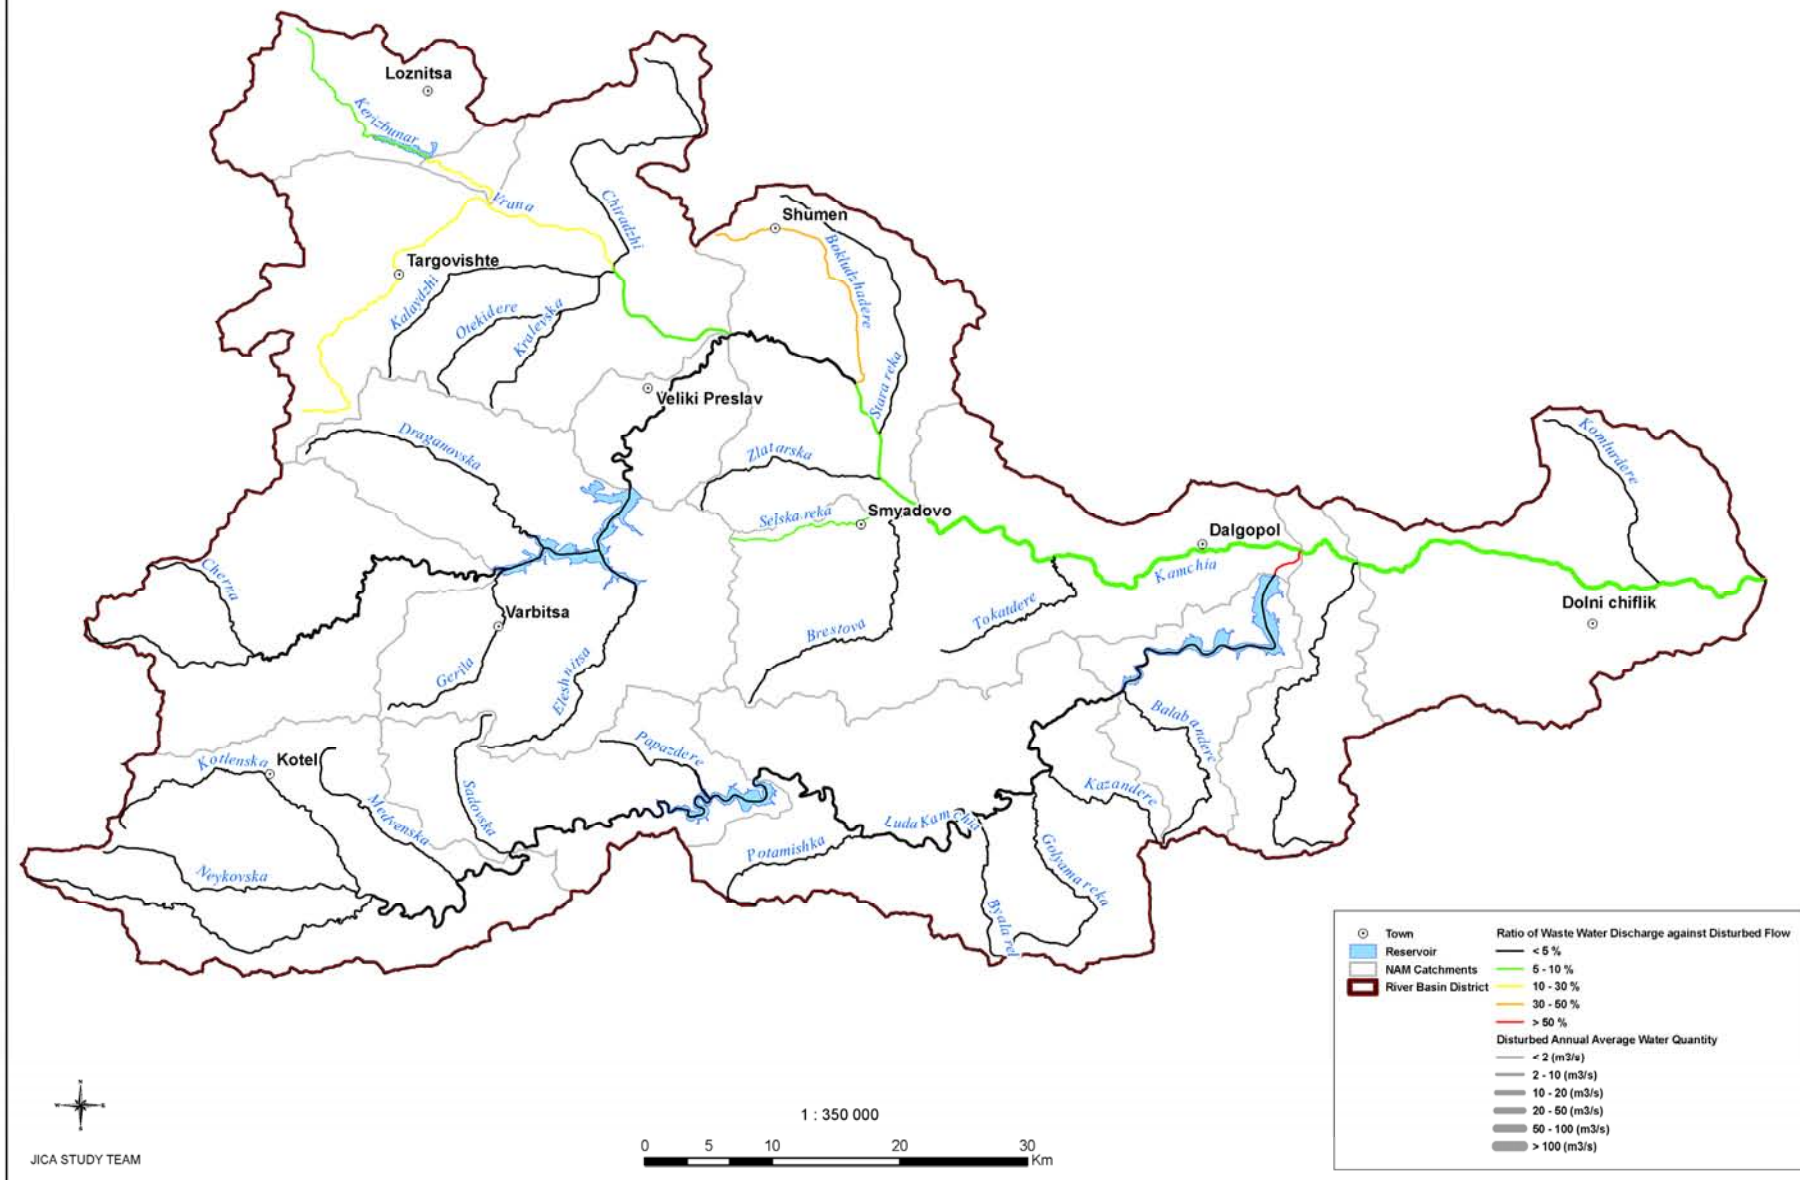 Loznitsa
Kerizbunar
Vrana
Chiradzhi
Shumen
Bokludzhadere
Targovishte
Kalaydzhi
Otekidere
Kralevska
Stara reka
Veliki Preslav
Draganovska
Zlatarska
Komlurdere
Selska reka
Smyadovo
Dalgopol
Kamchia
Cherna
Varbitsa
Dolni chiflik
Brestova
Tokatdere
Gerila
Eleshnitsa
Balabandere
Kotlenska
Kotel
Papazdere
Medvenska
Sadovska
Kazandere
Luda Kamchia
Potamishka
Golyama reka
Neykovska
Byala rel
Town
Reservoir
NAM Catchments
River Basin District
Ratio of Waste Water Discharge against Disturbed Flow
< 5 %
5 - 10 %
10 - 30 %
30 - 50 %
> 50 %
Disturbed Annual Average Water Quantity
< 2 (m3/s)
2 - 10 (m3/s)
10 - 20 (m3/s)
20 - 50 (m3/s)
50 - 100 (m3/s)
> 100 (m3/s)
N
W E
S
1 : 350 000
0 5 10 20 30
Km
JICA STUDY TEAM